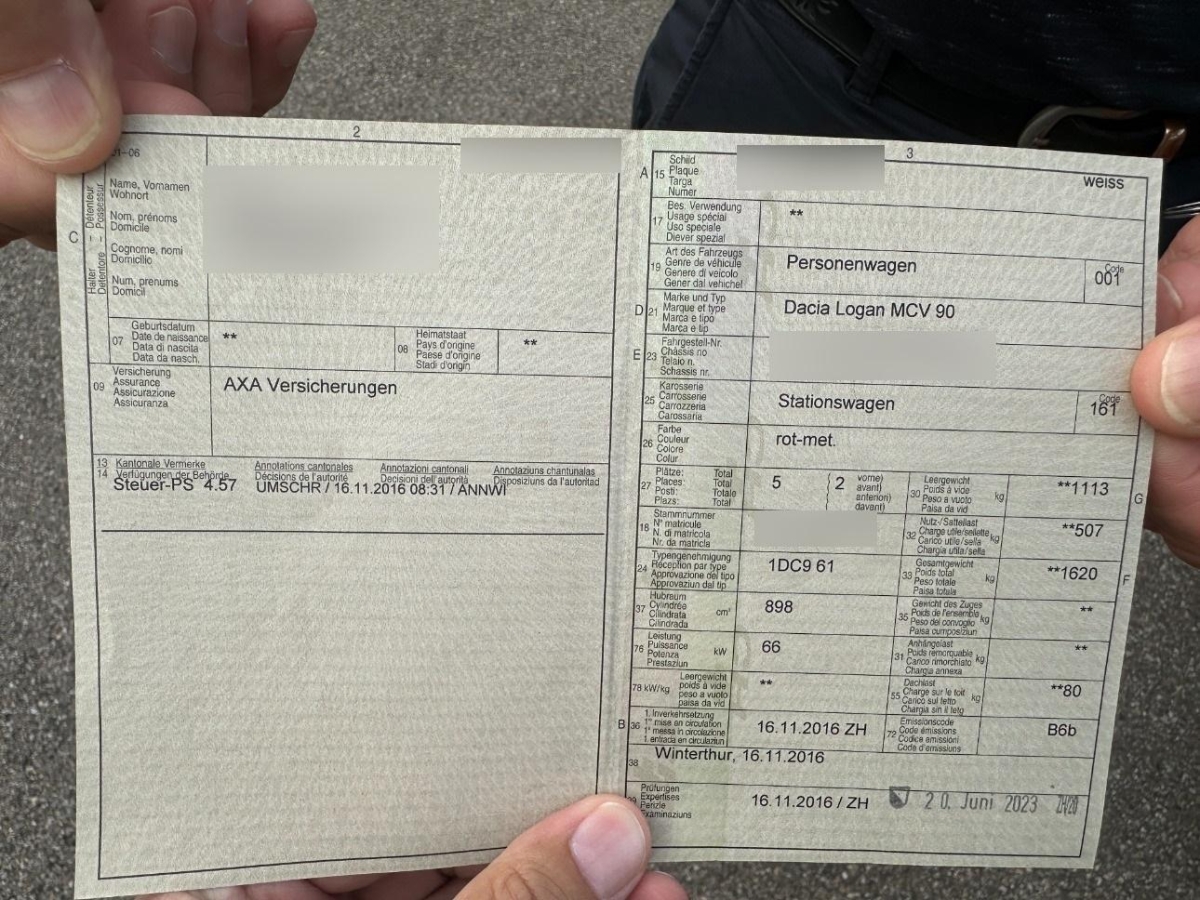 2
01-06
Halter – Détenteur
Detentore – Possessur
C
Name, Vornamen
Wohnort
Nom, prénoms
Domicile
Cognome, nomi
Domicilio
Num, prenums
Domicil
07
Geburtsdatum
Date de naissance
Data di nascita
Data da nasch.
**
08
Heimatstaat
Pays d'origine
Paese d'origine
Stadi d'origin
**
09
Versicherung
Assurance
Assicurazione
Assicuranza
AXA Versicherungen
13 Kantonale Vermerke Annotations cantonales Annotazioni cantonali Annotaziuns chantunalas
14 Verfügungen der Behörde Décisions de l'autorité Decisioni dell'autorità Disposiziuns da l'autoritad
Steuer-PS 4.57 UMSCHR / 16.11.2016 08:31 / ANNWI
3
A 15
Schild
Plaque
Targa
Numer
weiss
17
Bes. Verwendung
Usage spécial
Uso speciale
Diever spezial
**
19
Art des Fahrzeugs
Genre de véhicule
Genere di veicolo
Gener dal vehichel
Personenwagen
Code
001
D 21
Marke und Typ
Marque et type
Marca e tipo
Marca e tip
Dacia Logan MCV 90
E 23
Fahrgestell-Nr.
Châssis no
Telaio n.
Schassis nr.
25
Karosserie
Carrosserie
Carrozzeria
Carossaria
Stationswagen
Code
161
26
Farbe
Couleur
Colore
Colur
rot-met.
27
Plätze: Total
Places: Total
Posti: Totale
Plazs: Total
5 (2 vorne)
avant)
anteriori)
davant)
30
Leergewicht
Poids à vide
Peso a vuoto
Paisa da vid
kg
**1113
G
18
Stammnummer
N° matricule
N. di matricola
Nr. da matricla
32
Nutz-/Sattellast
Charge utile/sellette
Carico utile/sella
Chargia utila/sella
kg
**507
24
Typengenehmigung
Réception par type
Approvazione del tipo
Approvaziun dal tip
1DC9 61
33
Gesamtgewicht
Poids total
Peso totale
Paisa totala
kg
**1620
F
37
Hubraum
Cylindrée
Cilindrata
Cilindrada
cm³
898
35
Gewicht des Zuges
Poids de l'ensemble
Peso del convoglio
Paisa cumposiziun
kg
**
76
Leistung
Puissance
Potenza
Prestaziun
kW
66
31
Anhängelast
Poids remorquable
Carico rimorchiato
Chargia annexa
kg
**
78 kW/kg
Leergewicht
poids à vide
peso a vuoto
paisa da vid
**
55
Dachlast
Charge sur le toit
Carico sul tetto
Chargia sin il tetg
kg
**80
B 36
1. Inverkehrsetzung
1re mise en circulation
1a messa in circolazione
1. entrada en circulaziun
16.11.2016 ZH
72
Emissionscode
Code émissions
Codice emissioni
Code d'emissiuns
B6b
38
Winterthur, 16.11.2016
Prüfungen
Expertises
Perizie
Examinaziuns
16.11.2016 / ZH
20. Juni 2023